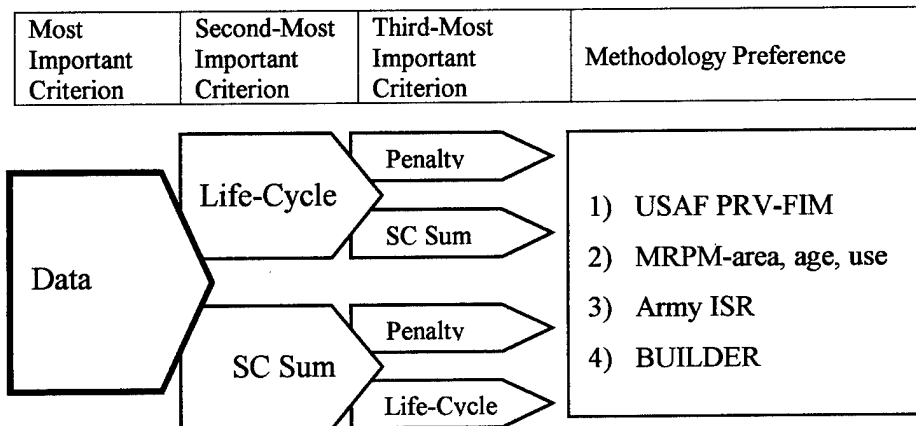 Most
Important
Criterion
Second-Most
Important
Criterion
Third-Most
Important
Criterion
Methodology Preference
Data
Life-Cycle
SC Sum
Penalty
SC Sum
Penalty
Life-Cycle
1) USAF PRV-FIM
2) MRPM-area, age, use
3) Army ISR
4) BUILDER